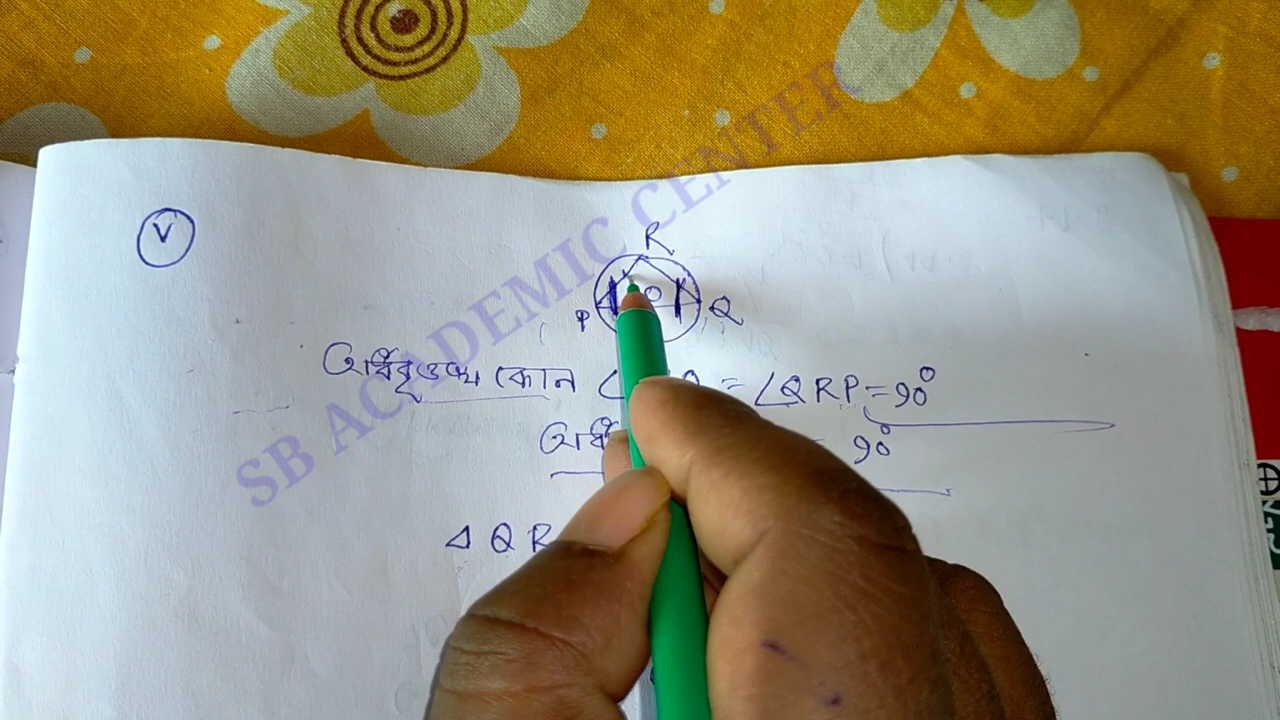 V
R
O
P Q
SB ACADEMIC CENTER
অর্ধবৃত্তস্থ কোন ∠ Q = ∠QRP = 90°
অর্ধ = 90°
Δ QR